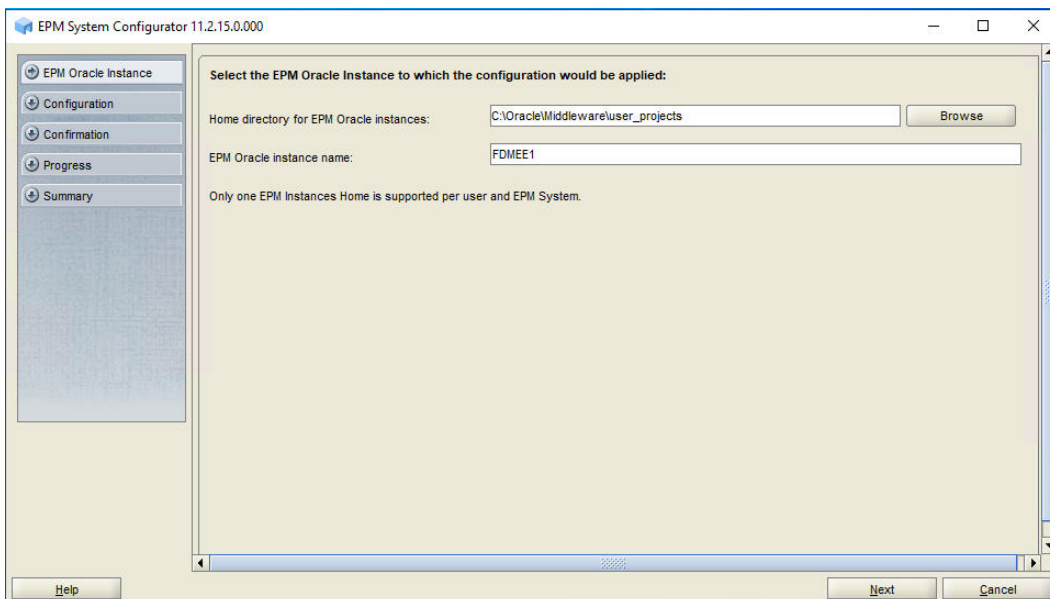 EPM System Configurator 11.2.15.0.000
EPM Oracle Instance
Configuration
Confirmation
Progress
Summary
Select the EPM Oracle Instance to which the configuration would be applied:
Home directory for EPM Oracle instances:
C:\Oracle\Middleware\user_projects
Browse
EPM Oracle instance name:
FDMEE1
Only one EPM Instances Home is supported per user and EPM System.
Help
Next
Cancel